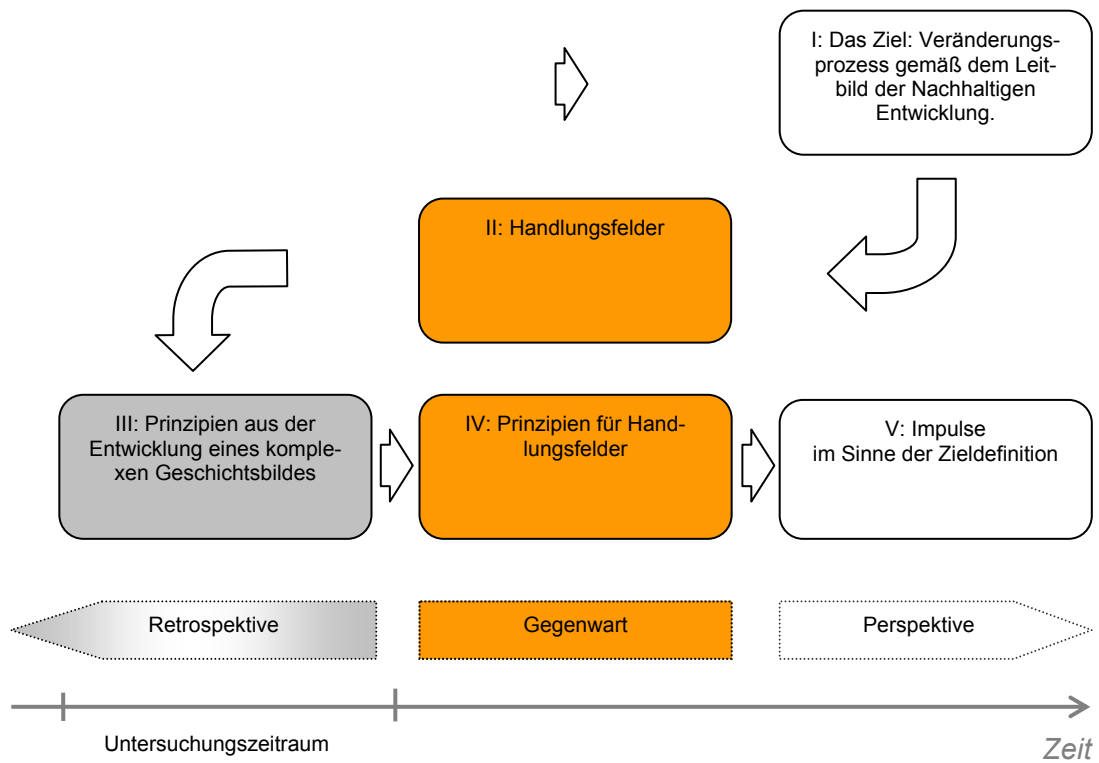 I: Das Ziel: Veränderungs-
prozess gemäß dem Leit-
bild der Nachhaltigen
Entwicklung.
II: Handlungsfelder
III: Prinzipien aus der
Entwicklung eines komple-
xen Geschichtsbildes
IV: Prinzipien für Hand-
lungsfelder
V: Impulse
im Sinne der Zieldefinition
Retrospektive
Gegenwart
Perspektive
Untersuchungszeitraum
Zeit